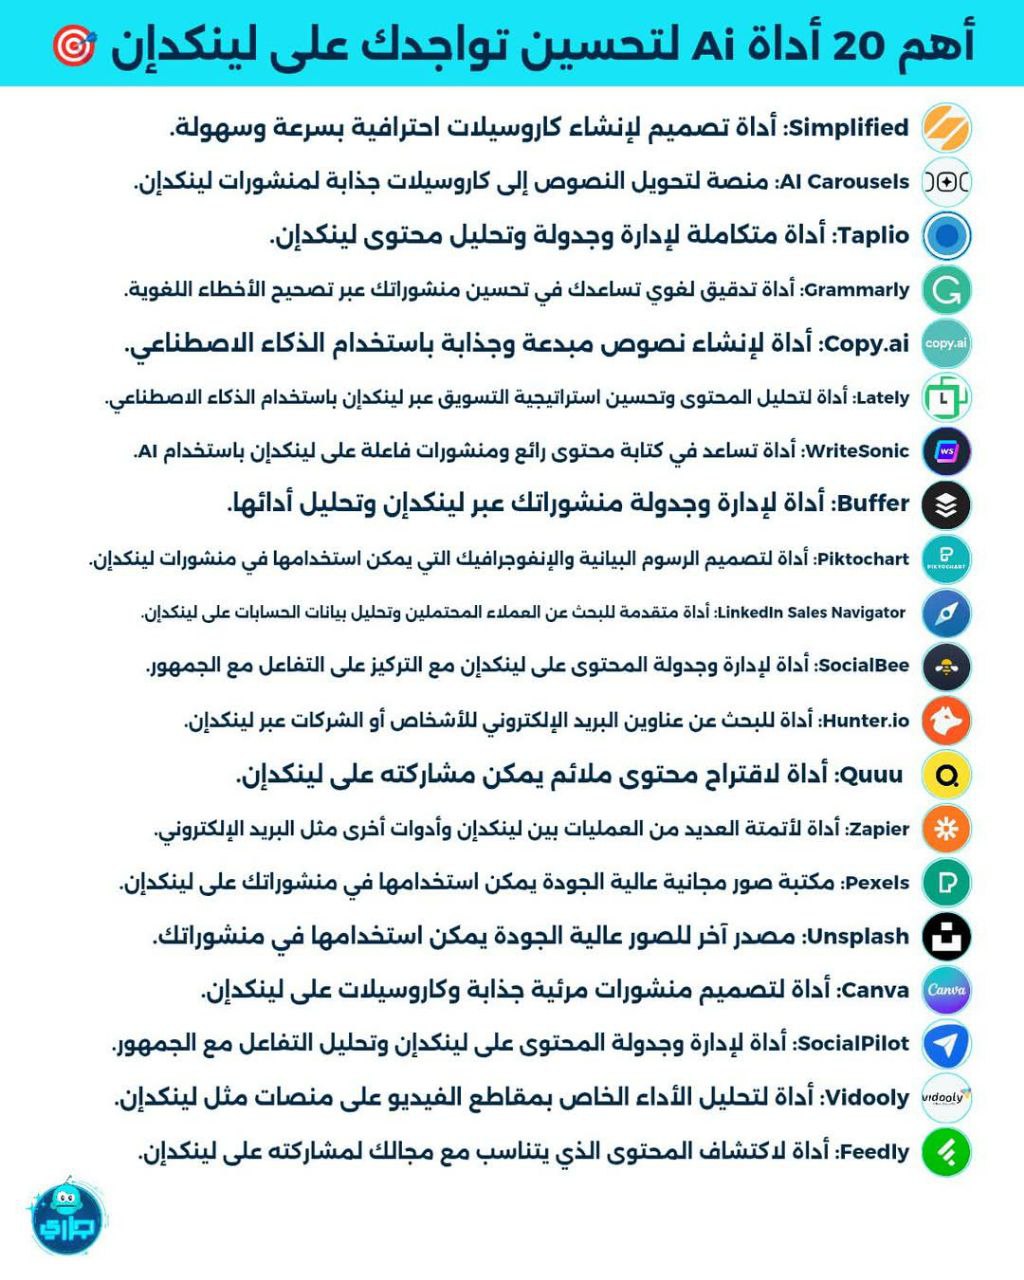 أهم 20 أداة Ai لتحسين تواجدك على لينكدإن
Simplified: أداة تصميم لإنشاء كاروسيلات احترافية بسرعة وسهولة.
AI Carousels: منصة لتحويل النصوص إلى كاروسيلات جذابة لمنشورات لينكدإن.
Taplio: أداة متكاملة لإدارة وجدولة وتحليل محتوى لينكدإن.
Grammarly: أداة تدقيق لغوي تساعدك في تحسين منشوراتك عبر تصحيح الأخطاء اللغوية.
copy.ai
Copy.ai: أداة لإنشاء نصوص مبدعة وجذابة باستخدام الذكاء الاصطناعي.
L
Lately: أداة لتحليل المحتوى وتحسين استراتيجية التسويق عبر لينكدإن باستخدام الذكاء الاصطناعي.
WS
WriteSonic: أداة تساعد في كتابة محتوى رائع ومنشورات فاعلة على لينكدإن باستخدام AI.
Buffer: أداة لإدارة وجدولة منشوراتك عبر لينكدإن وتحليل أدائها.
PIKTOCHART
Piktochart: أداة لتصميم الرسوم البيانية والإنفوجرافيك التي يمكن استخدامها في منشورات لينكدإن.
LinkedIn Sales Navigator: أداة متقدمة للبحث عن العملاء المحتملين وتحليل بيانات الحسابات على لينكدإن.
SocialBee: أداة لإدارة وجدولة المحتوى على لينكدإن مع التركيز على التفاعل مع الجمهور.
Hunter.io: أداة للبحث عن عناوين البريد الإلكتروني للأشخاص أو الشركات عبر لينكدإن.
Quuu: أداة لاقتراح محتوى ملائم يمكن مشاركته على لينكدإن.
Zapier: أداة لأتمتة العديد من العمليات بين لينكدإن وأدوات أخرى مثل البريد الإلكتروني.
Pexels: مكتبة صور مجانية عالية الجودة يمكن استخدامها في منشوراتك على لينكدإن.
Unsplash: مصدر آخر للصور عالية الجودة يمكن استخدامها في منشوراتك.
Canva
Canva: أداة لتصميم منشورات مرئية جذابة وكاروسيلات على لينكدإن.
SocialPilot: أداة لإدارة وجدولة المحتوى على لينكدإن وتحليل التفاعل مع الجمهور.
vidooly
Vidooly: أداة لتحليل الأداء الخاص بمقاطع الفيديو على منصات مثل لينكدإن.
Feedly: أداة لاكتشاف المحتوى الذي يتناسب مع مجالك لمشاركته على لينكدإن.